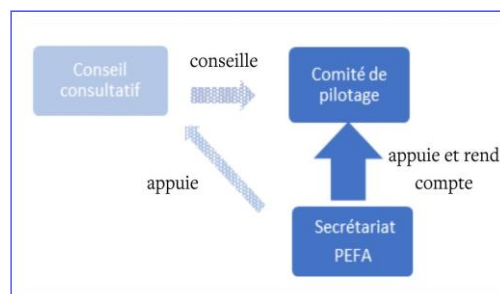 Conseil
consultatif
conseille
Comité de
pilotage
appuie
appuie et rend
compte
Secrétariat
PEFA